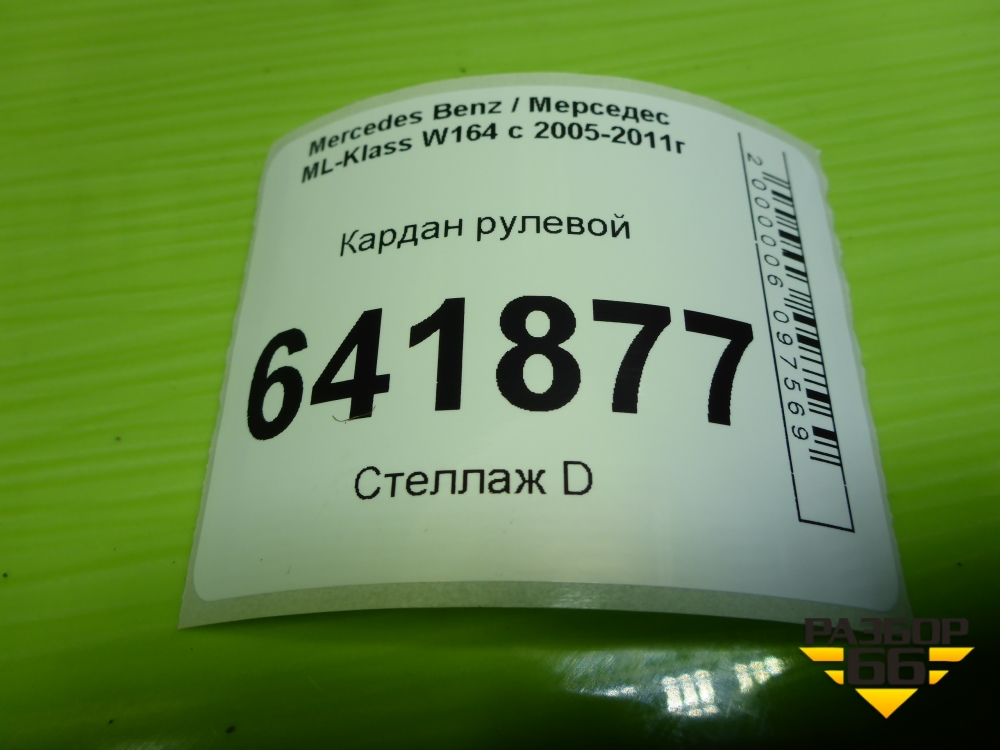 Mercedes Benz / Мерседес
ML-Klass W164 с 2005-2011г
Кардан рулевой
641877
Стеллаж D
2000006097569
РАЗБОР
66